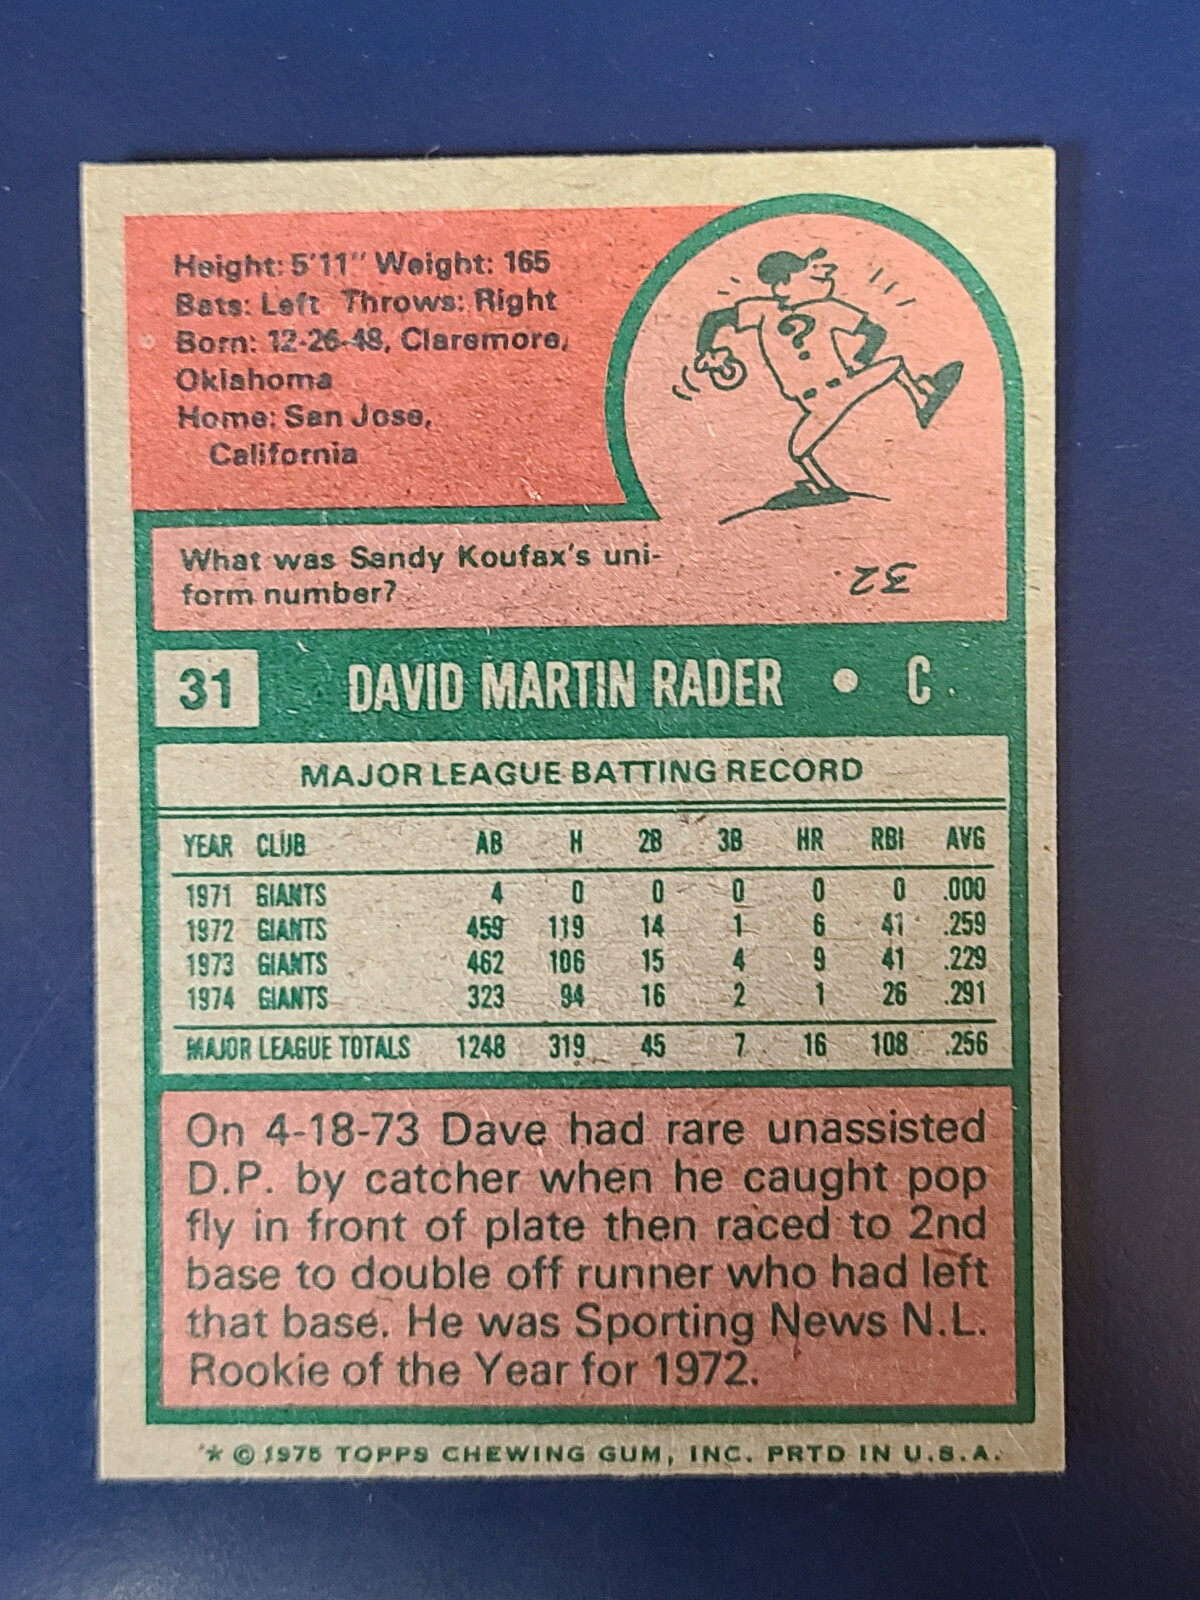 Height: 5'11" Weight: 165
Bats: Left Throws: Right
Born: 12-26-48, Claremore,
Oklahoma
Home: San Jose,
California
?
What was Sandy Koufax's uni-
form number?
32
31 DAVID MARTIN RADER • C
MAJOR LEAGUE BATTING RECORD
YEAR CLUB AB H 2B 3B HR RBI AVG
1971 GIANTS 4 0 0 0 0 0 .000
1972 GIANTS 459 119 14 1 6 41 .259
1973 GIANTS 462 106 15 4 9 41 .229
1974 GIANTS 323 94 16 2 1 26 .291
MAJOR LEAGUE TOTALS 1248 319 45 7 16 108 .256
On 4-18-73 Dave had rare unassisted
D.P. by catcher when he caught pop
fly in front of plate then raced to 2nd
base to double off runner who had left
that base. He was Sporting News N.L.
Rookie of the Year for 1972.
* © 1975 TOPPS CHEWING GUM, INC. PRTD IN U.S.A.